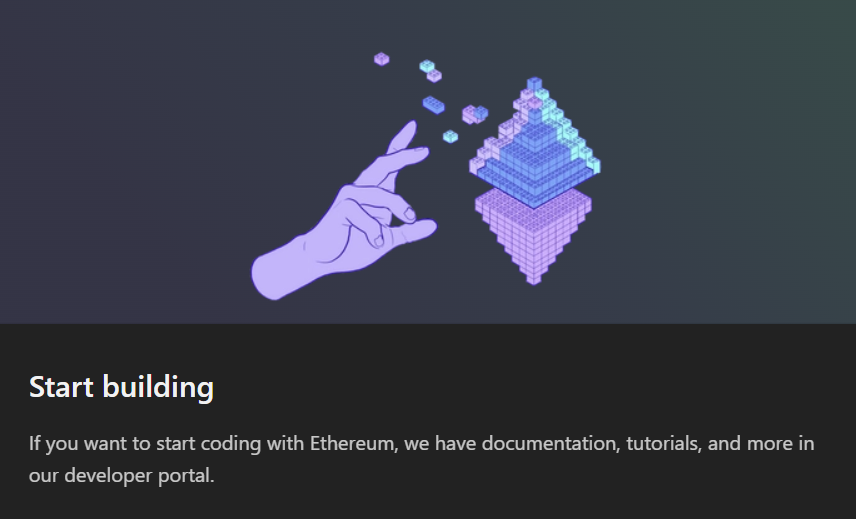 Start building
If you want to start coding with Ethereum, we have documentation, tutorials, and more in
our developer portal.